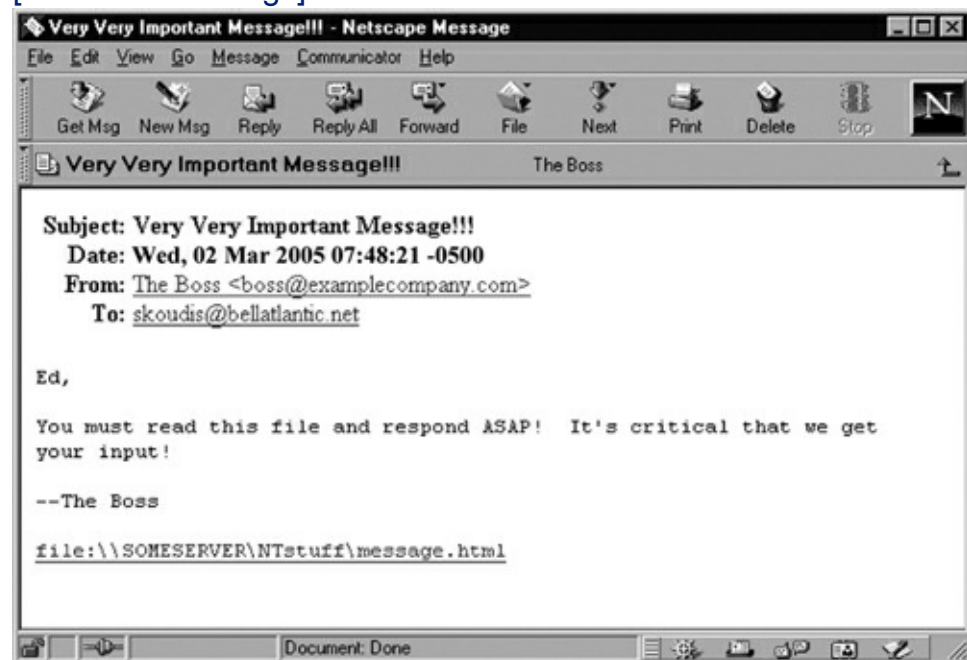 Very Very Important Message!!! - Netscape Message
File Edit View Go Message Communicator Help
Get Msg New Msg Reply Reply All Forward File Next Print Delete Stop N
Very Very Important Message!!! The Boss
Subject: Very Very Important Message!!!
Date: Wed, 02 Mar 2005 07:48:21 -0500
From: The Boss <boss@examplecompany.com>
To: skoudis@bellatlantic.net
Ed,
You must read this file and respond ASAP! It's critical that we get
your input!
--The Boss
file:\\SOMESERVER\NTstuff\message.html
Document: Done